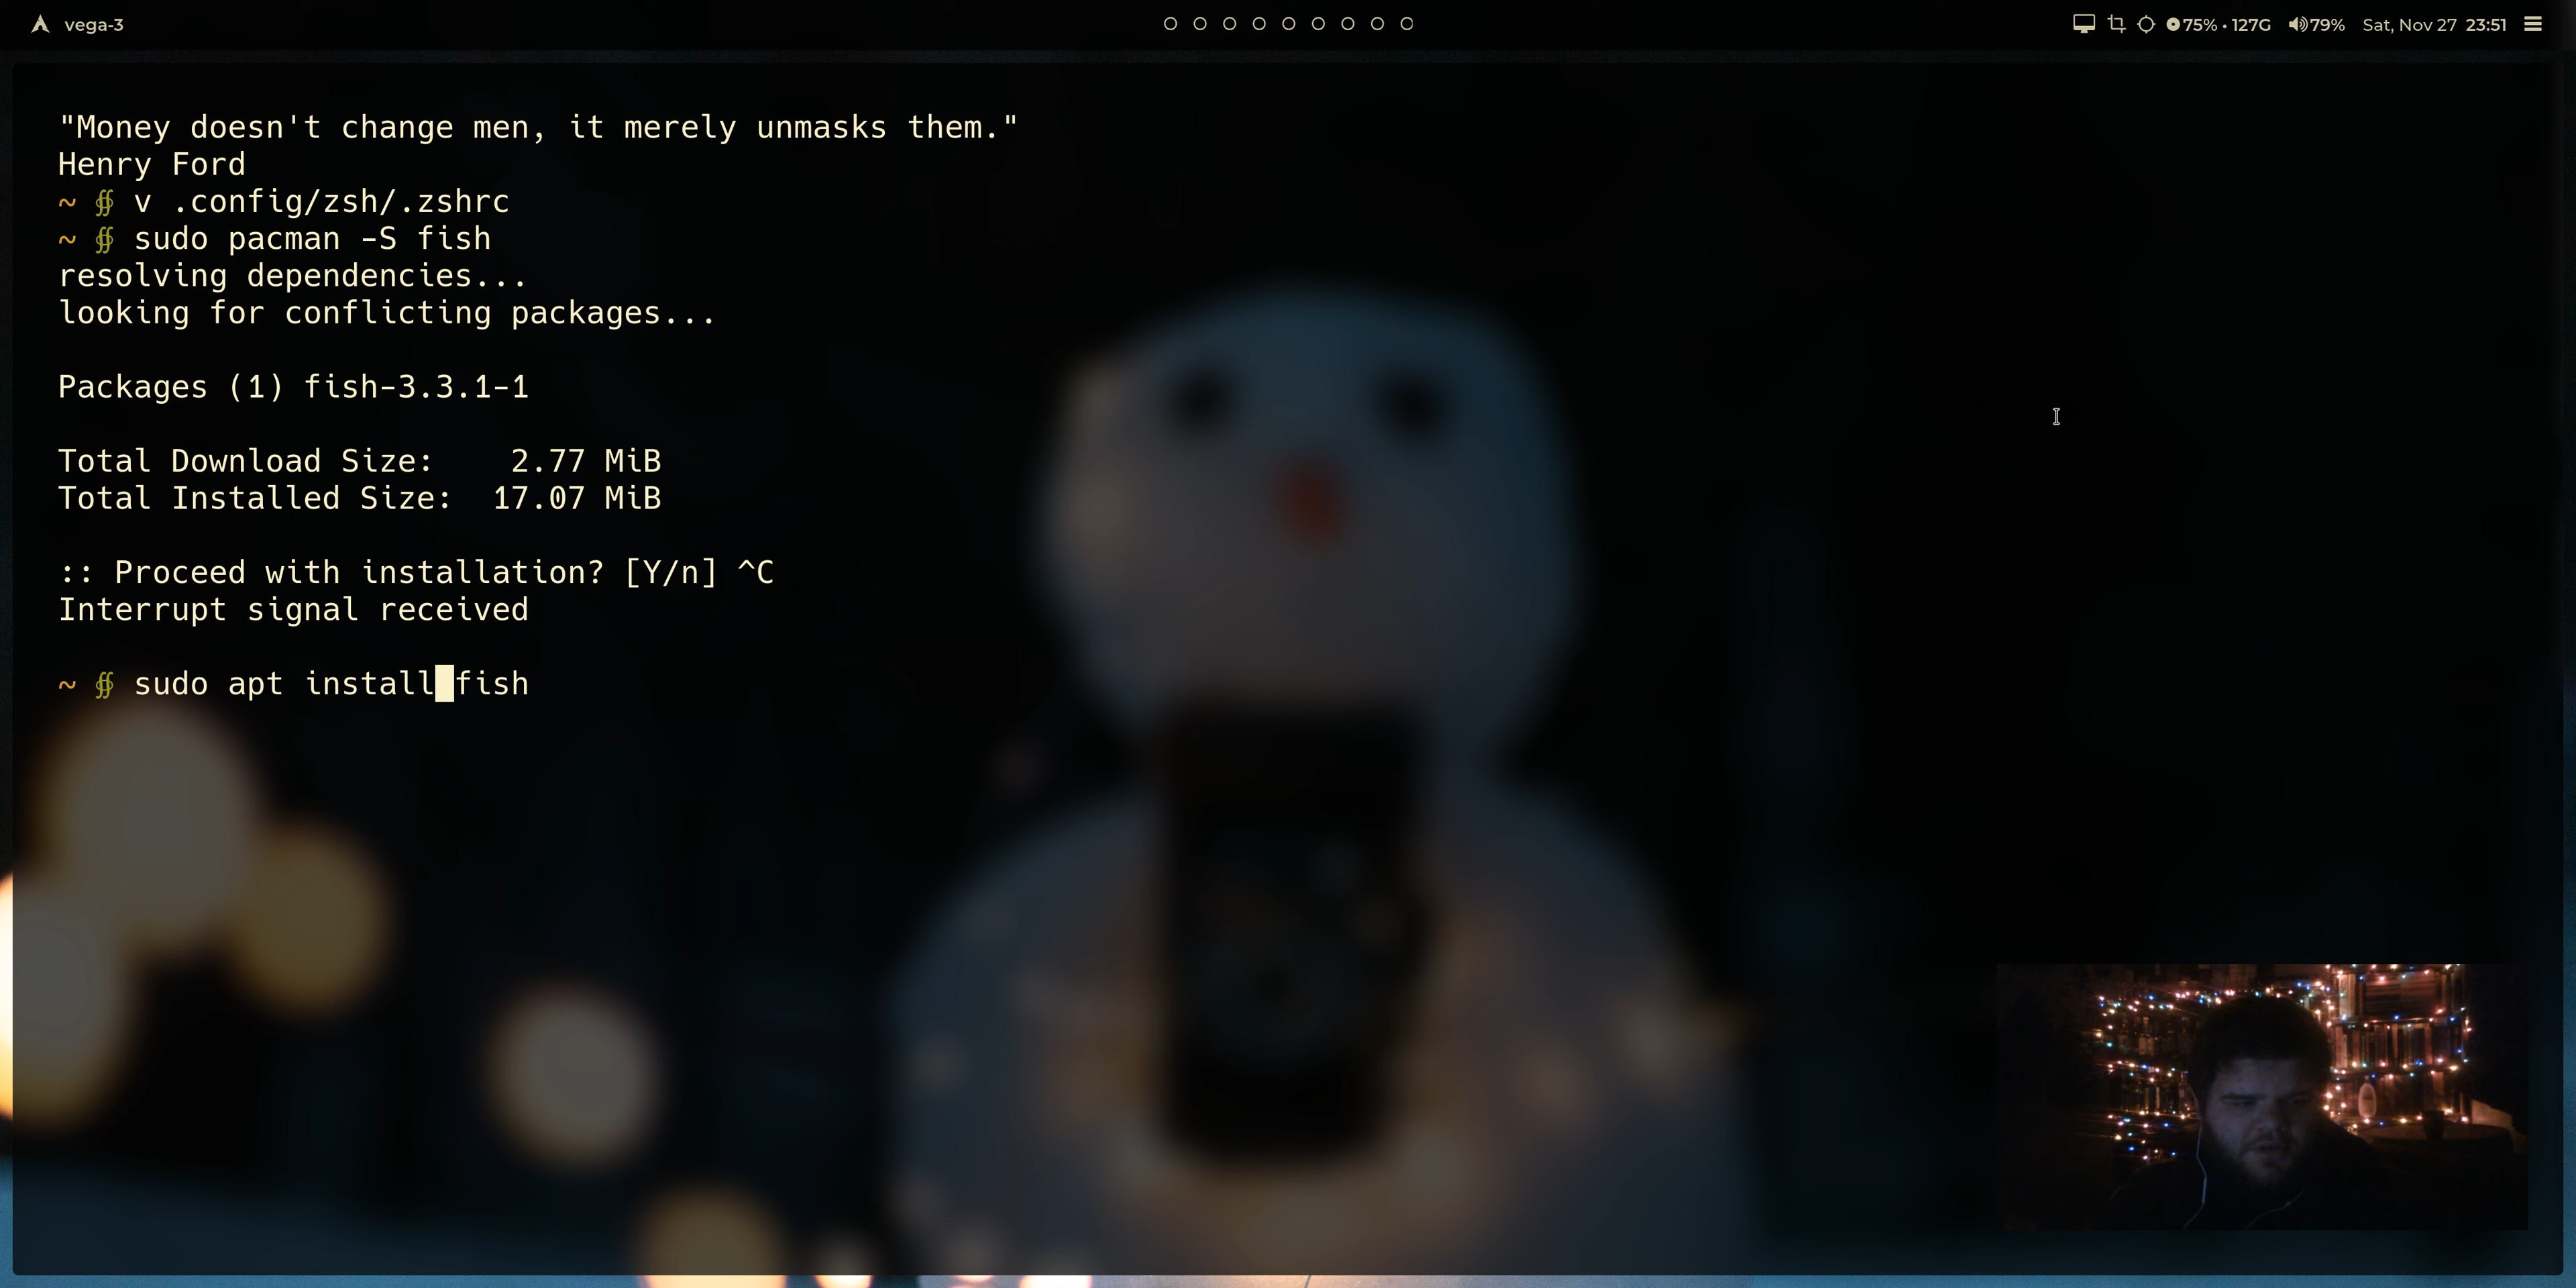 vega-3
75% • 127G 79% Sat, Nov 27 23:51
"Money doesn't change men, it merely unmasks them."
Henry Ford
~ ∯ v .config/zsh/.zshrc
~ ∯ sudo pacman -S fish
resolving dependencies...
looking for conflicting packages...
Packages (1) fish-3.3.1-1
Total Download Size: 2.77 MiB
Total Installed Size: 17.07 MiB
:: Proceed with installation? [Y/n] ^C
Interrupt signal received
~ ∯ sudo apt install fish